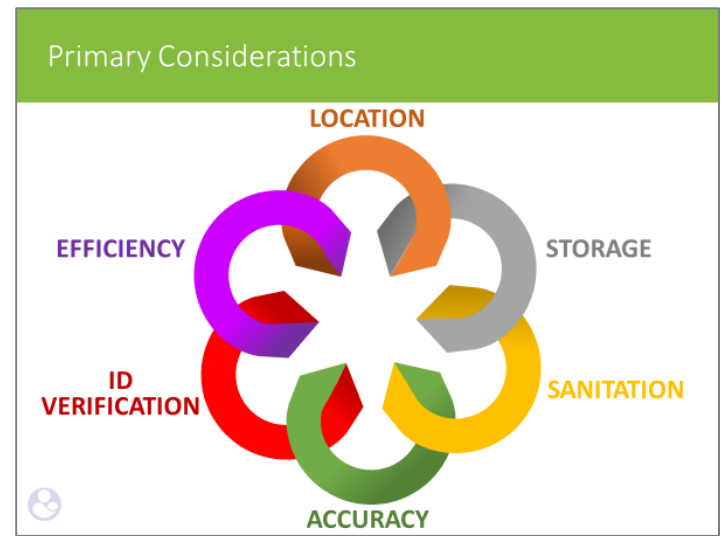 Primary Considerations
LOCATION
EFFICIENCY
STORAGE
ID
VERIFICATION
SANITATION
ACCURACY